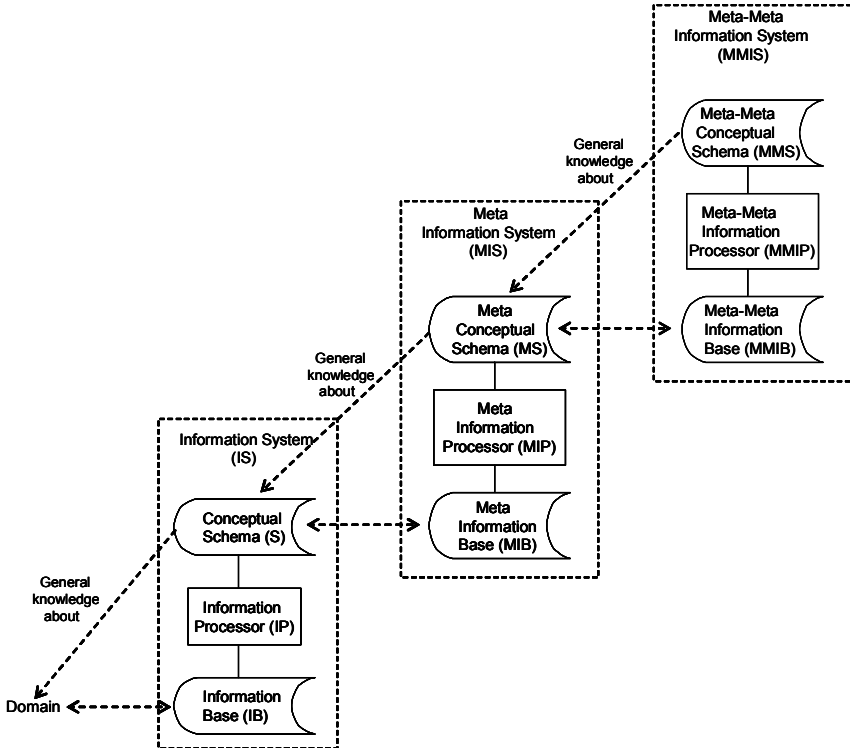 Meta-Meta
Information System
(MMIS)
Meta-Meta
Conceptual
Schema (MMS)
General
knowledge
about
Meta-Meta
Information
Processor (MMIP)
Meta
Information System
(MIS)
Meta-Meta
Information
Base (MMIB)
Meta
Conceptual
Schema (MS)
General
knowledge
about
Meta
Information
Processor (MIP)
Information System
(IS)
Meta
Information
Base (MIB)
Conceptual
Schema (S)
General
knowledge
about
Information
Processor (IP)
Domain
Information
Base (IB)